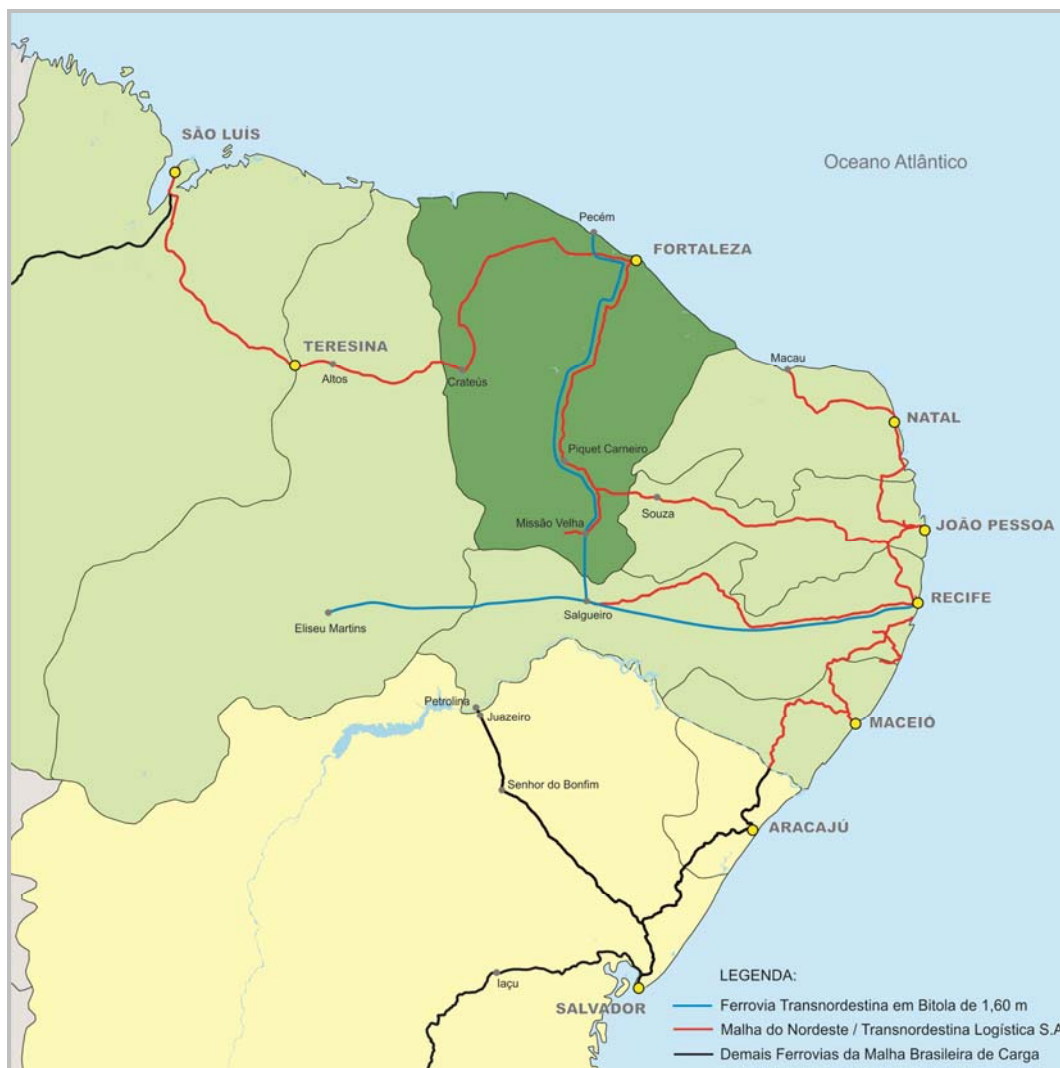 SÃO LUÍS
Oceano Atlântico
Pecém
FORTALEZA
TERESINA
Altos
Crateús
Macau
NATAL
Piquet Carneiro
Souza
Missão Velha
JOÃO PESSOA
RECIFE
Salgueiro
Eliseu Martins
Petrolina
Juazeiro
MACEIÓ
Senhor do Bonfim
ARACAJÚ
Iaçu
SALVADOR
LEGENDA:
Ferrovia Transnordestina em Bitola de 1,60 m
Malha do Nordeste / Transnordestina Logística S.A
Demais Ferrovias da Malha Brasileira de Carga